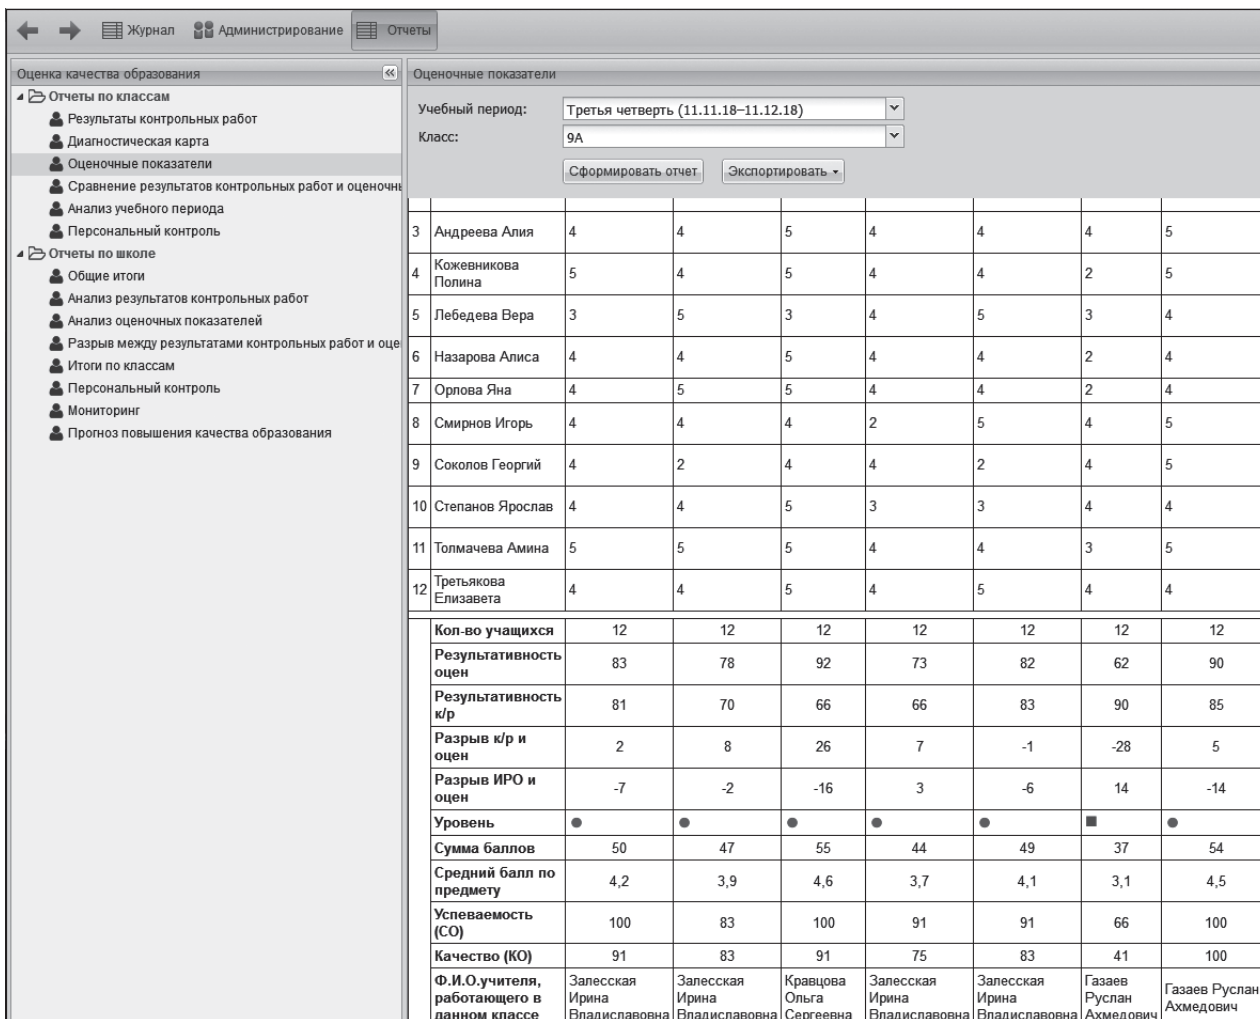 Журнал Администрирование Отчеты
Оценка качества образования
Отчеты по классам
Результаты контрольных работ
Диагностическая карта
Оценочные показатели
Сравнение результатов контрольных работ и оценочнь
Анализ учебного периода
Персональный контроль
Отчеты по школе
Общие итоги
Анализ результатов контрольных работ
Анализ оценочных показателей
Разрыв между результатами контрольных работ и оце
Итоги по классам
Персональный контроль
Мониторинг
Прогноз повышения качества образования
Оценочные показатели
Учебный период: Третья четверть (11.11.18–11.12.18)
Класс: 9А
Сформировать отчет Экспортировать
3 Андреева Алия 4 4 5 4 4 4 5
4 Кожевникова
Полина 5 4 5 4 4 2 5
5 Лебедева Вера 3 5 3 4 5 3 4
6 Назарова Алиса 4 4 5 4 4 2 4
7 Орлова Яна 4 5 5 4 4 2 4
8 Смирнов Игорь 4 4 4 2 5 4 5
9 Соколов Георгий 4 2 4 4 2 4 5
10 Степанов Ярослав 4 4 5 3 3 4 4
11 Толмачева Амина 5 5 5 4 4 3 5
12 Третьякова
Елизавета 4 4 5 4 5 4 4
Кол-во учащихся 12 12 12 12 12 12 12
Результативность
оцен 83 78 92 73 82 62 90
Результативность
к/р 81 70 66 66 83 90 85
Разрыв к/р и
оцен 2 8 26 7 -1 -28 5
Разрыв ИРО и
оцен -7 -2 -16 3 -6 14 -14
Уровень
Сумма баллов 50 47 55 44 49 37 54
Средний балл по
предмету 4,2 3,9 4,6 3,7 4,1 3,1 4,5
Успеваемость
(СО) 100 83 100 91 91 66 100
Качество (КО) 91 83 91 75 83 41 100
Ф.И.О.учителя, Залесская Залесская Кравцова Залесская Залесская Газаев Газаев Руслан
работающего в Ирина Ирина Ольга Ирина Ирина Руслан Ахмедович
данном классе Владиславовна Владиславовна Сергеевна Владиславовна Владиславовна Ахмедович